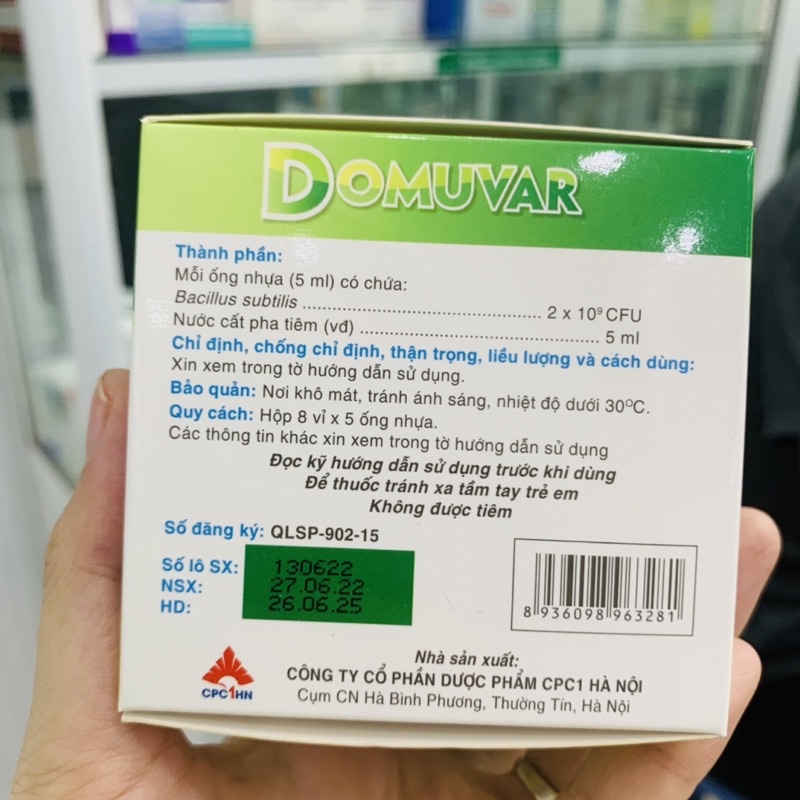 DOMUVAR
Thành phần:
Mỗi ống nhựa (5 ml) có chứa:
Bacillus subtilis ............................................ 2 x 10⁹ CFU
Nước cất pha tiêm (vđ) ............................................ 5 ml
Chỉ định, chống chỉ định, thận trọng, liều lượng và cách dùng:
Xin xem trong tờ hướng dẫn sử dụng.
Bảo quản: Nơi khô mát, tránh ánh sáng, nhiệt độ dưới 30⁰C.
Quy cách: Hộp 8 vỉ x 5 ống nhựa.
Các thông tin khác xin xem trong tờ hướng dẫn sử dụng
Đọc kỹ hướng dẫn sử dụng trước khi dùng
Để thuốc tránh xa tầm tay trẻ em
Không được tiêm
Số đăng ký: QLSP-902-15
Số lô SX: 130622
NSX: 27.06.22
HD: 26.06.25
8 936098 963281
CPC1HN
Nhà sản xuất:
CÔNG TY CỔ PHẦN DƯỢC PHẨM CPC1 HÀ NỘI
Cụm CN Hà Bình Phương, Thường Tín, Hà Nội